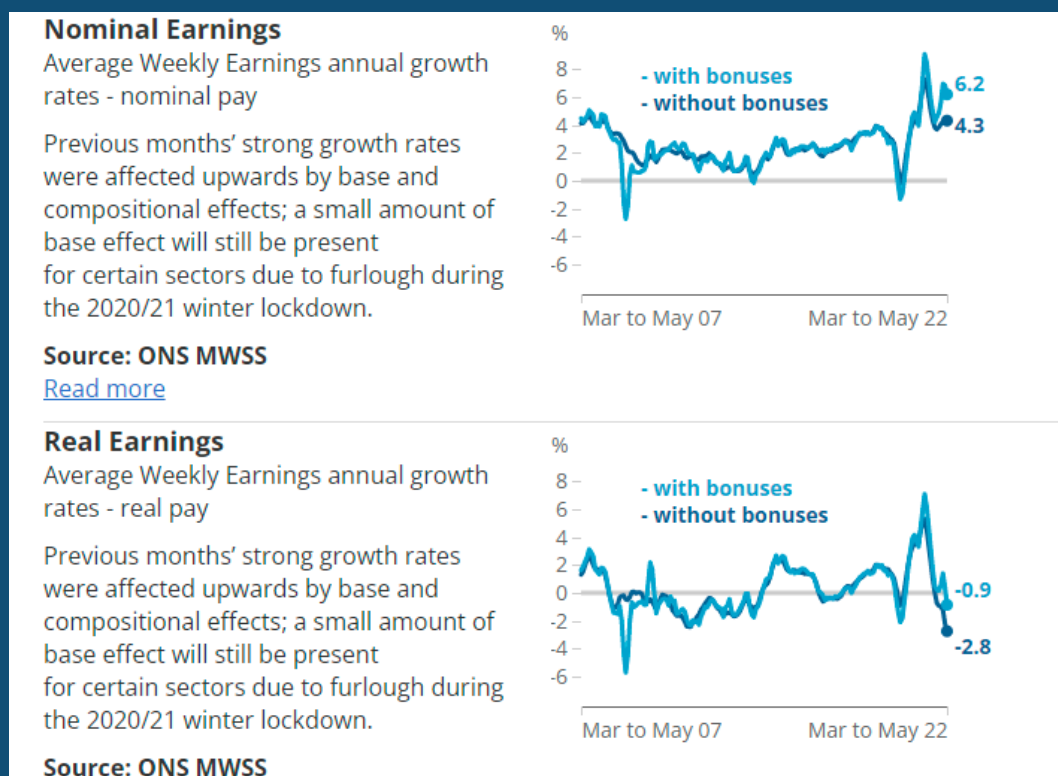 Nominal Earnings
Average Weekly Earnings annual growth
rates - nominal pay
Previous months’ strong growth rates
were affected upwards by base and
compositional effects; a small amount of
base effect will still be present
for certain sectors due to furlough during
the 2020/21 winter lockdown.
Source: ONS MWSS
Read more
%
8
6
4
2
0
-2
-4
-6
- with bonuses
- without bonuses
6.2
4.3
Mar to May 07
Mar to May 22
Real Earnings
Average Weekly Earnings annual growth
rates - real pay
Previous months’ strong growth rates
were affected upwards by base and
compositional effects; a small amount of
base effect will still be present
for certain sectors due to furlough during
the 2020/21 winter lockdown.
Source: ONS MWSS
%
8
6
4
2
0
-2
-4
-6
- with bonuses
- without bonuses
-0.9
-2.8
Mar to May 07
Mar to May 22